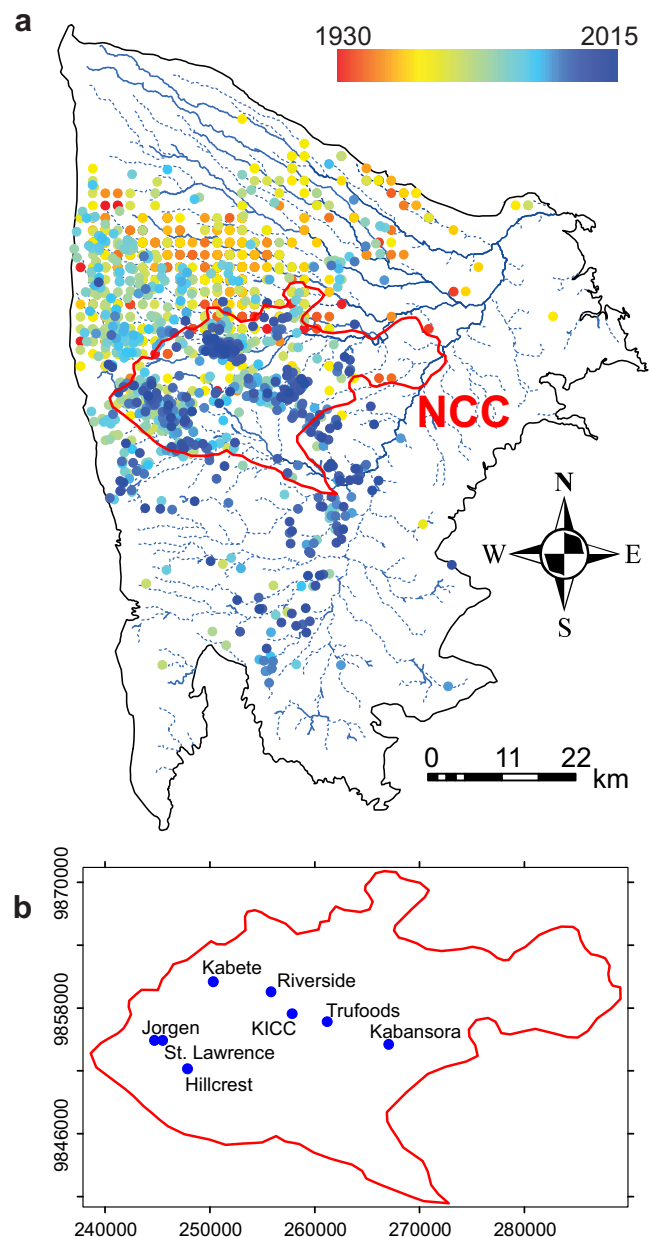 a
1930 2015
NCC
N
W E
S
0 11 22
km
b
9870000
9858000
9846000
Kabete
Riverside
KICC
Trufoods
Jorgen
Kabansora
St. Lawrence
Hillcrest
240000 250000 260000 270000 280000